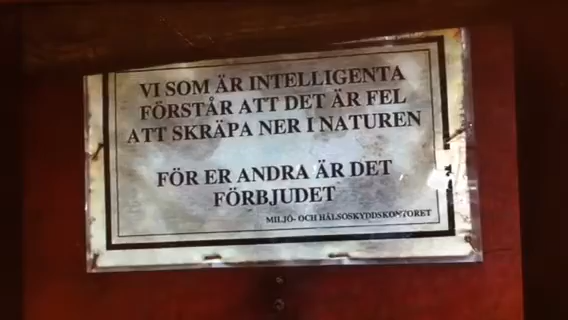 VI SOM ÄR INTELLIGENTA
FÖRSTÅR ATT DET ÄR FEL
ATT SKRÄPA NER I NATUREN
FÖR ER ANDRA ÄR DET
FÖRBJUDET
MILJÖ- OCH HÄLSOSKYDDSKONTORET